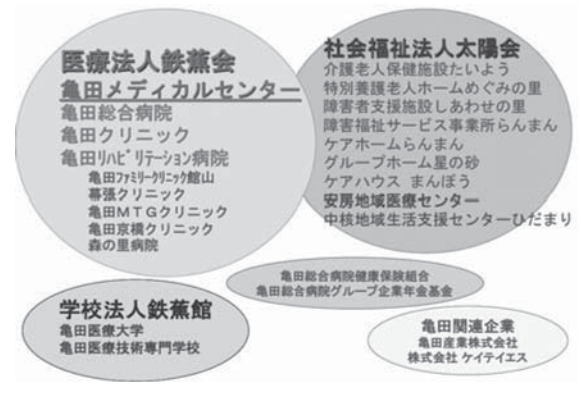 医療法人鉄蕉会
亀田メディカルセンター
亀田総合病院
亀田クリニック
亀田リハビリテーション病院
亀田ファミリークリニック館山
幕張クリニック
亀田MTGクリニック
亀田京橋クリニック
森の里病院
社会福祉法人太陽会
介護老人保健施設たいよう
特別養護老人ホームめぐみの里
障害者支援施設しあわせの里
障害福祉サービス事業所らんまん
ケアホームらんまん
グループホーム星の砂
ケアハウス まんぼう
安房地域医療センター
中核地域生活支援センターひだまり
亀田総合病院健康保険組合
亀田総合病院グループ企業年金基金
学校法人鉄蕉館
亀田医療大学
亀田医療技術専門学校
亀田関連企業
亀田産業株式会社
株式会社 ケイテイエス